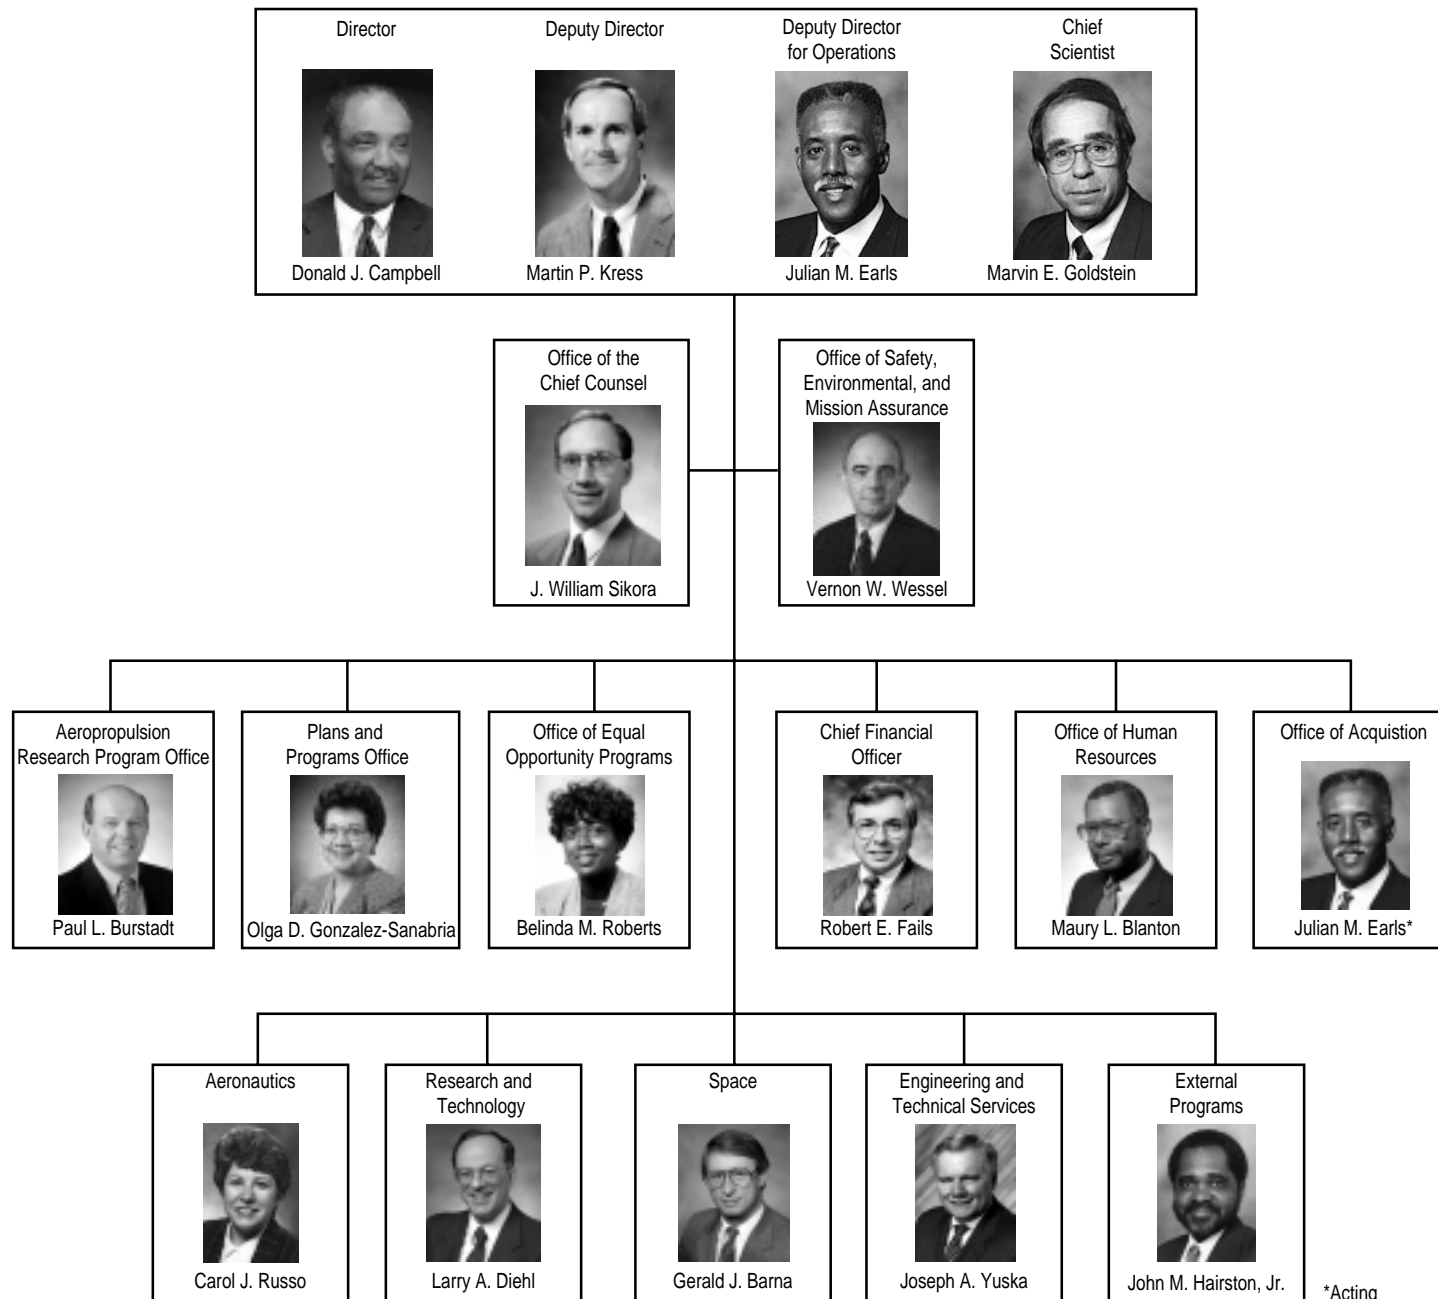 Director
Donald J. Campbell
Deputy Director
Martin P. Kress
Deputy Director
for Operations
Julian M. Earls
Chief
Scientist
Marvin E. Goldstein
Office of the
Chief Counsel
J. William Sikora
Office of Safety,
Environmental, and
Mission Assurance
Vernon W. Wessel
Aeropropulsion
Research Program Office
Paul L. Burstadt
Plans and
Programs Office
Olga D. Gonzalez-Sanabria
Office of Equal
Opportunity Programs
Belinda M. Roberts
Chief Financial
Officer
Robert E. Fails
Office of Human
Resources
Maury L. Blanton
Office of Acquistion
Julian M. Earls*
Aeronautics
Carol J. Russo
Research and
Technology
Larry A. Diehl
Space
Gerald J. Barna
Engineering and
Technical Services
Joseph A. Yuska
External
Programs
John M. Hairston, Jr.
*Acting